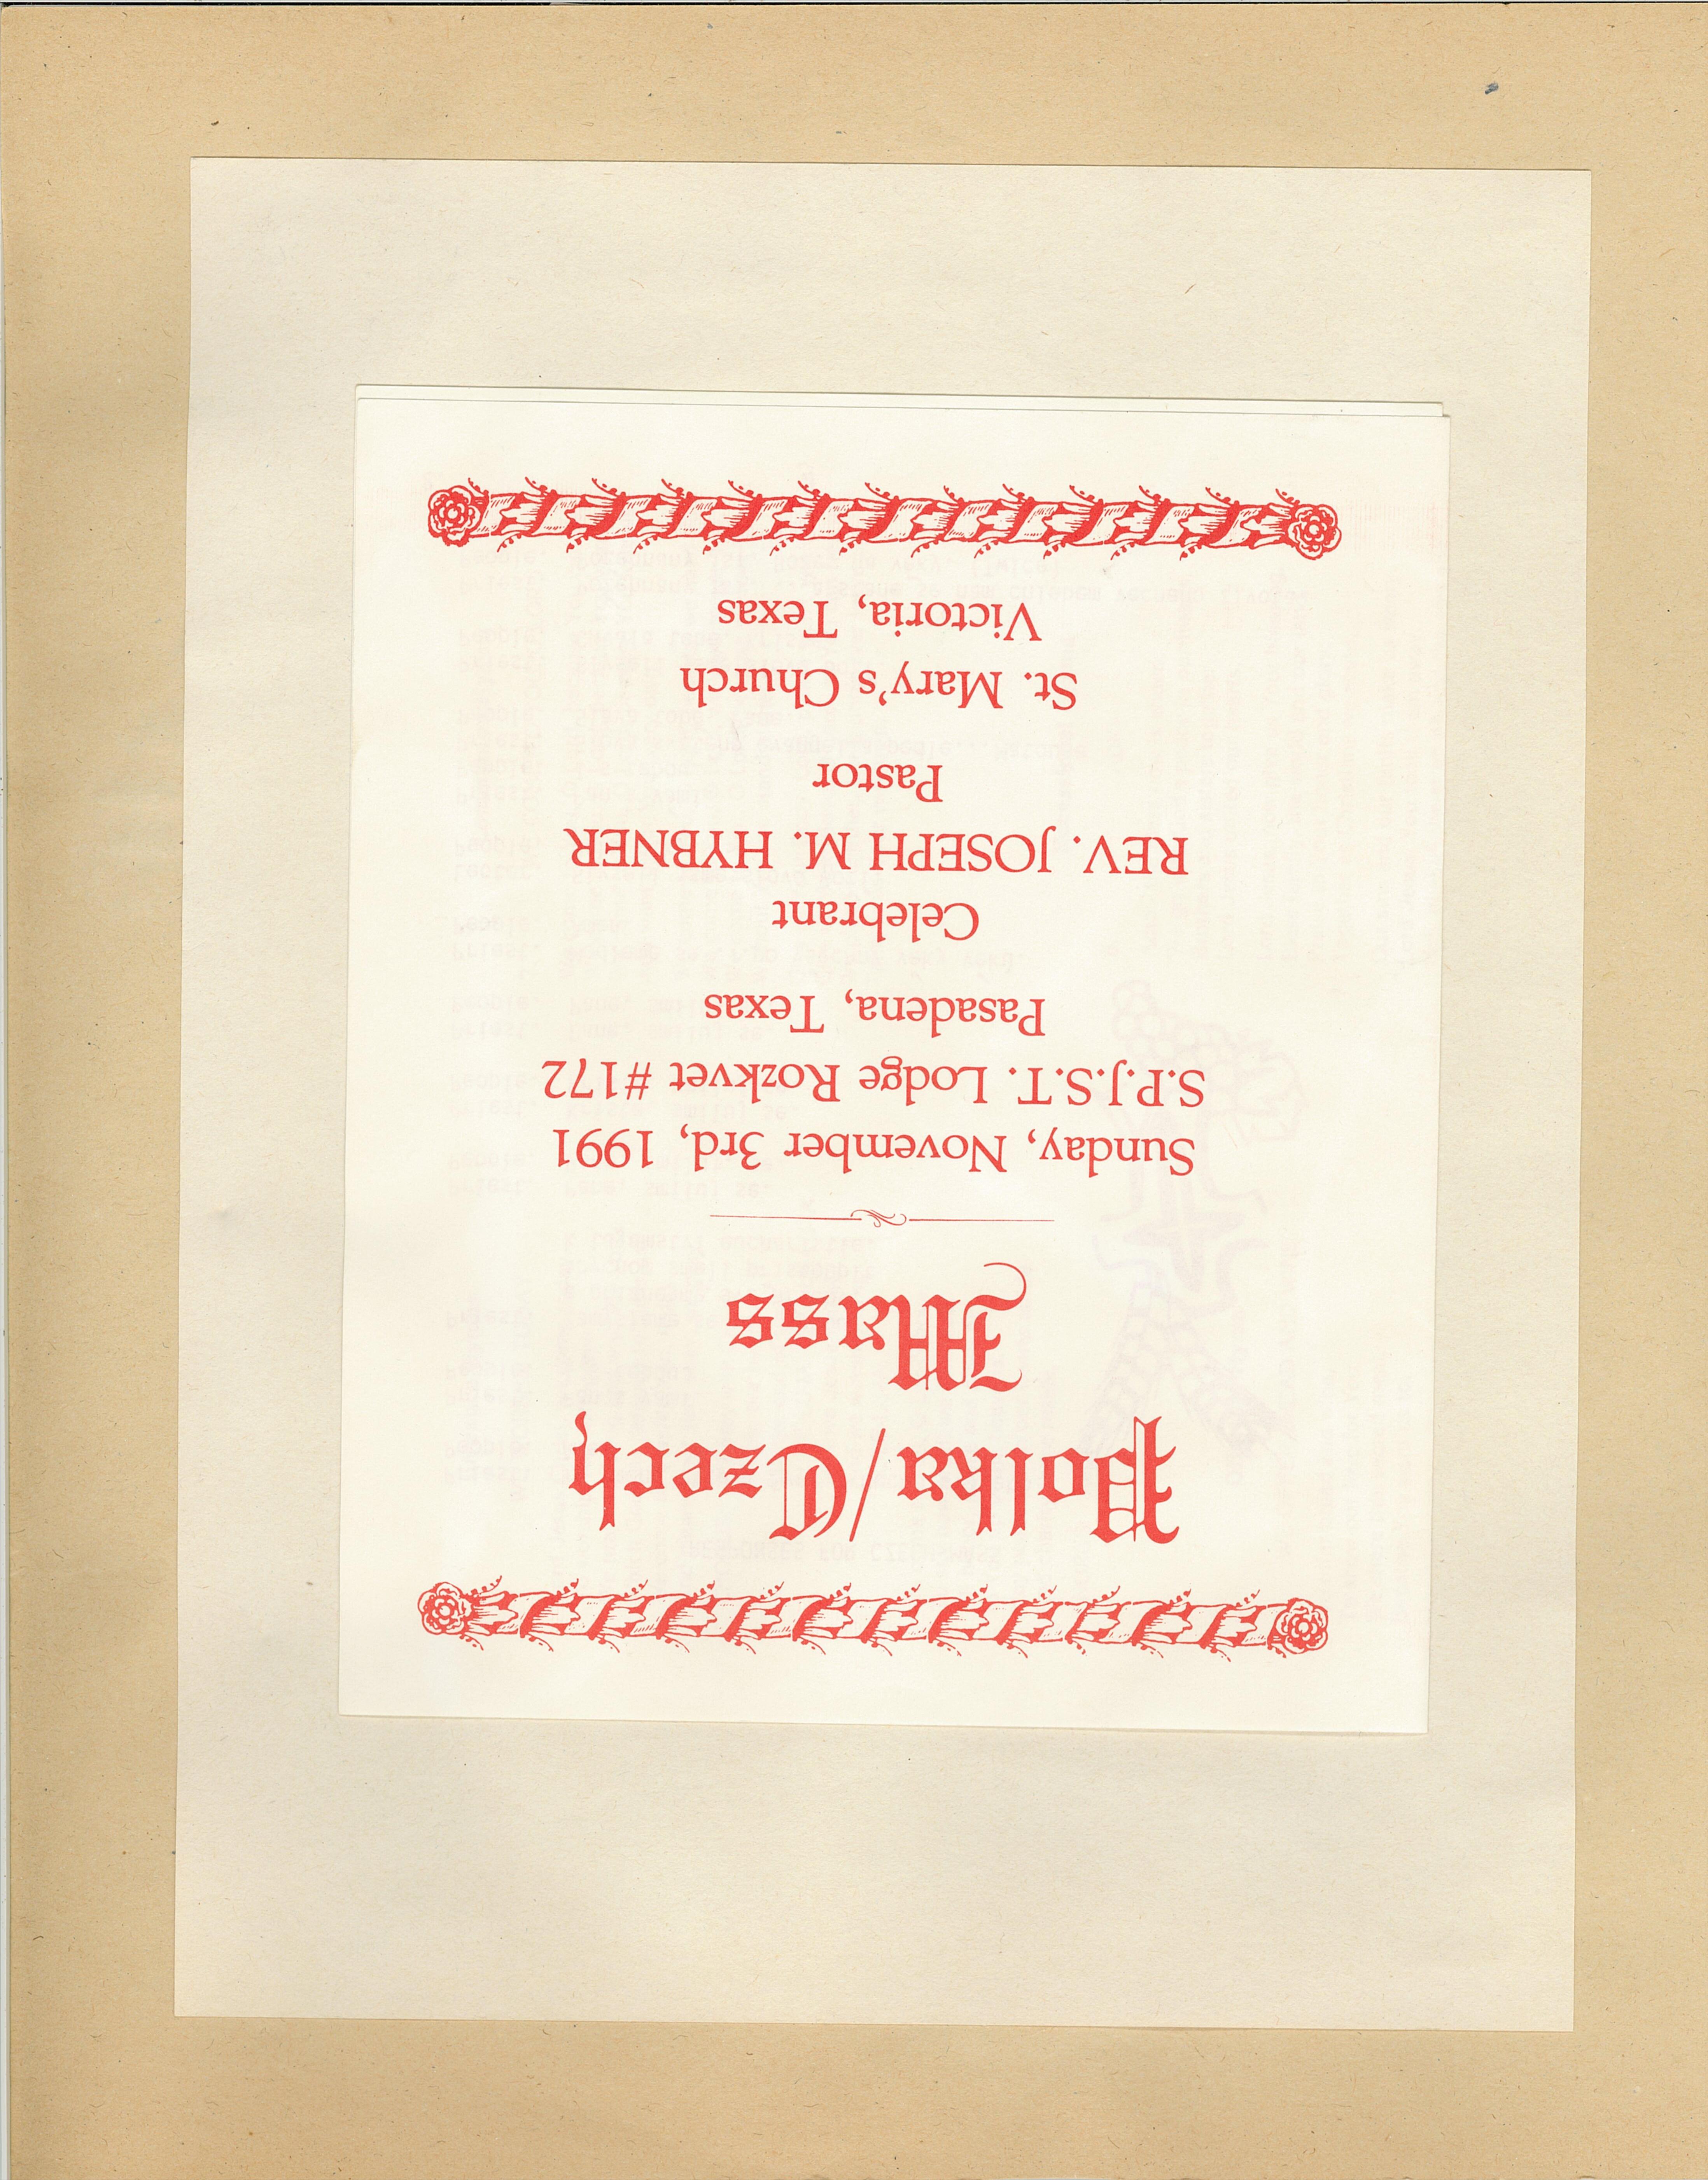 Polka/Czech
Mass
Sunday, November 3rd, 1991
S.P.J.S.T. Lodge Rozkvet #172
Pasadena, Texas
Celebrant
REV. JOSEPH M. HYBNER
Pastor
St. Mary's Church
Victoria, Texas